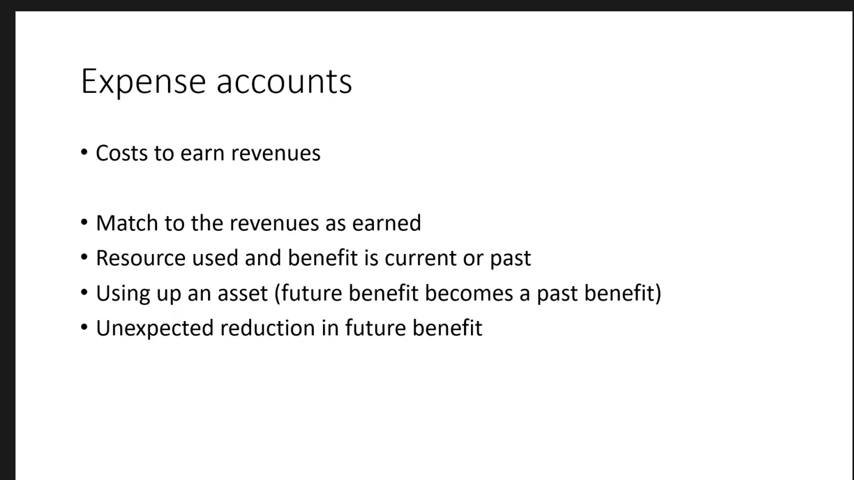 Expense accounts
• Costs to earn revenues
• Match to the revenues as earned
• Resource used and benefit is current or past
• Using up an asset (future benefit becomes a past benefit)
• Unexpected reduction in future benefit